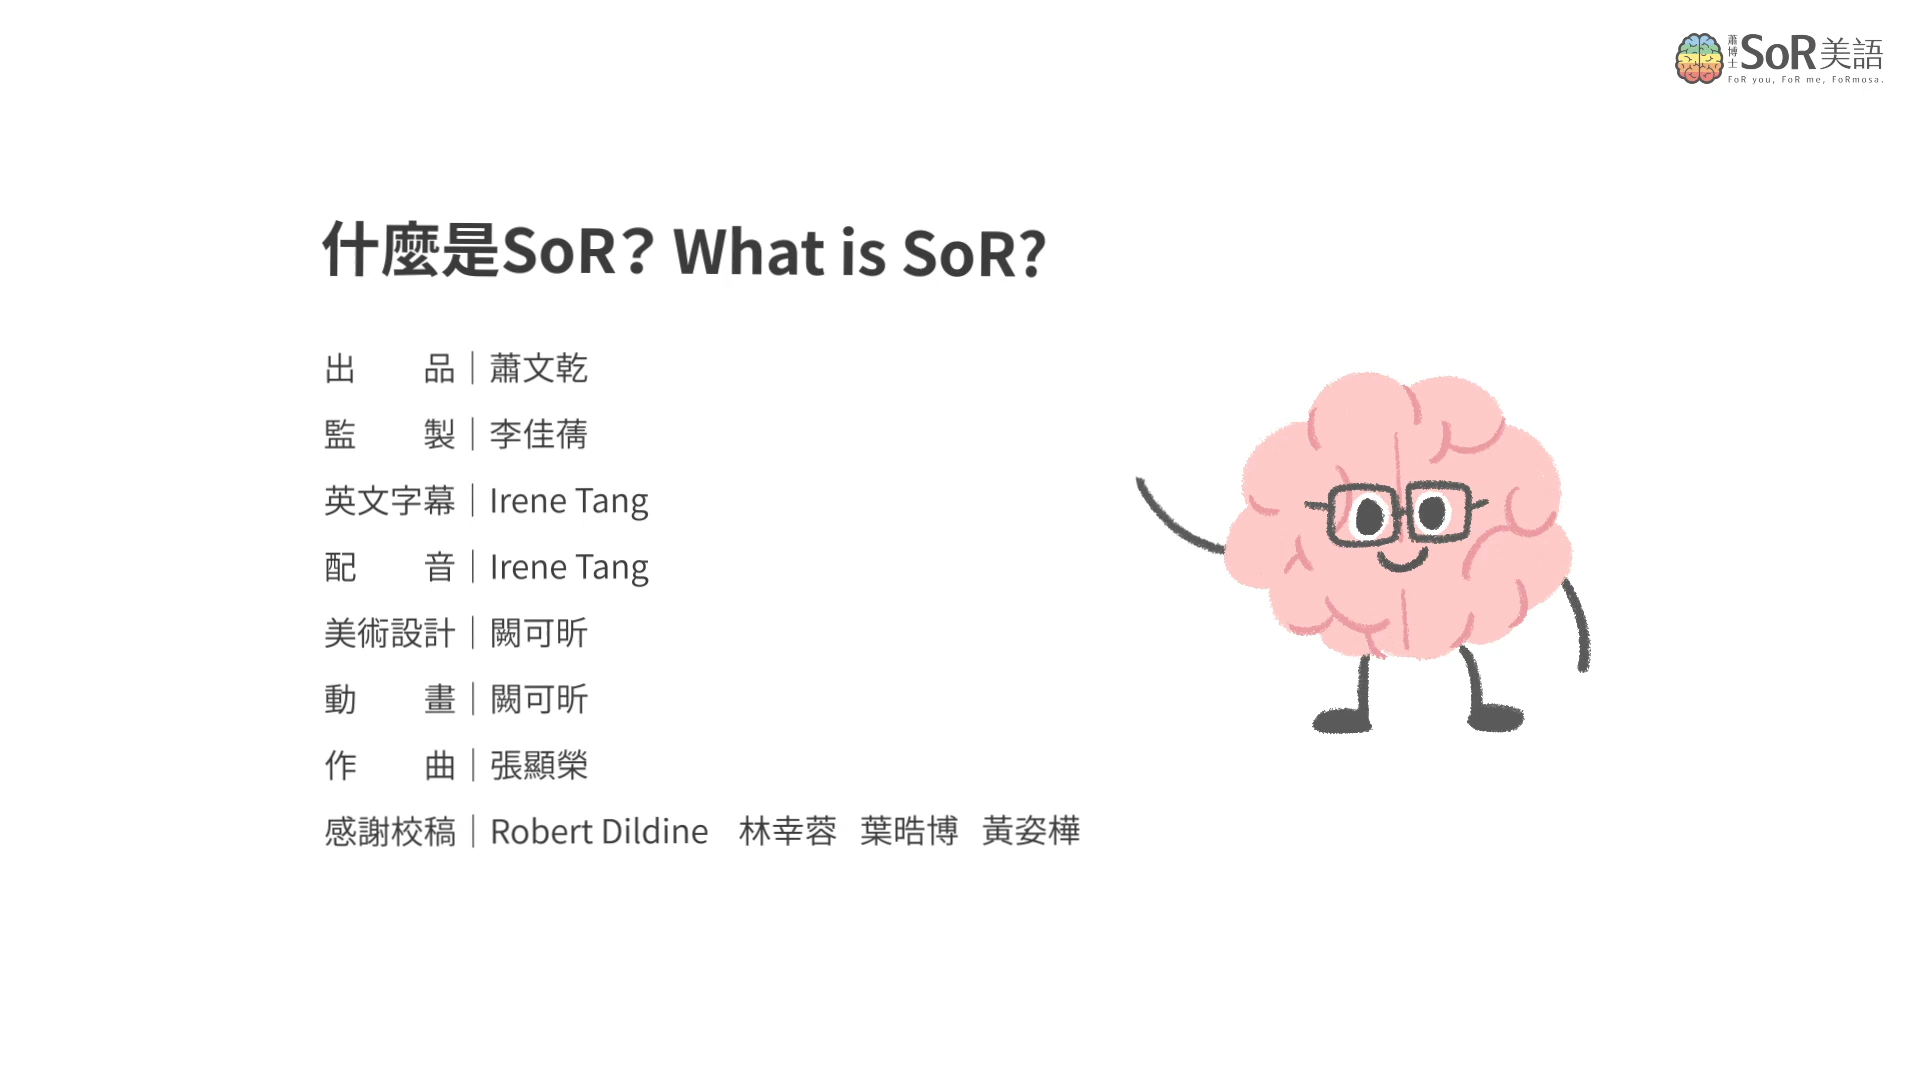 蕭博士SoR美語
FoR you, FoR me, FoRmosa.
什麼是SoR? What is SoR?
出 品｜蕭文乾
監 製｜李佳蒨
英文字幕｜Irene Tang
配 音｜Irene Tang
美術設計｜闕可昕
動 畫｜闕可昕
作 曲｜張顯榮
感謝校稿｜Robert Dildine 林幸蓉 葉晧博 黃姿樺